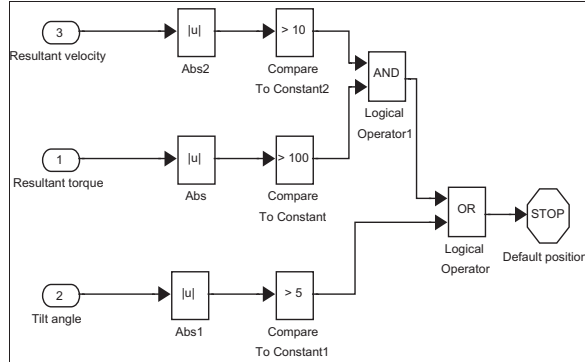 3
Resultant velocity
|u|
Abs2
> 10
Compare
To Constant2
AND
Logical
Operator1
1
Resultant torque
|u|
Abs
> 100
Compare
To Constant
OR
Logical
Operator
STOP
Default position
2
Tilt angle
|u|
Abs1
> 5
Compare
To Constant1